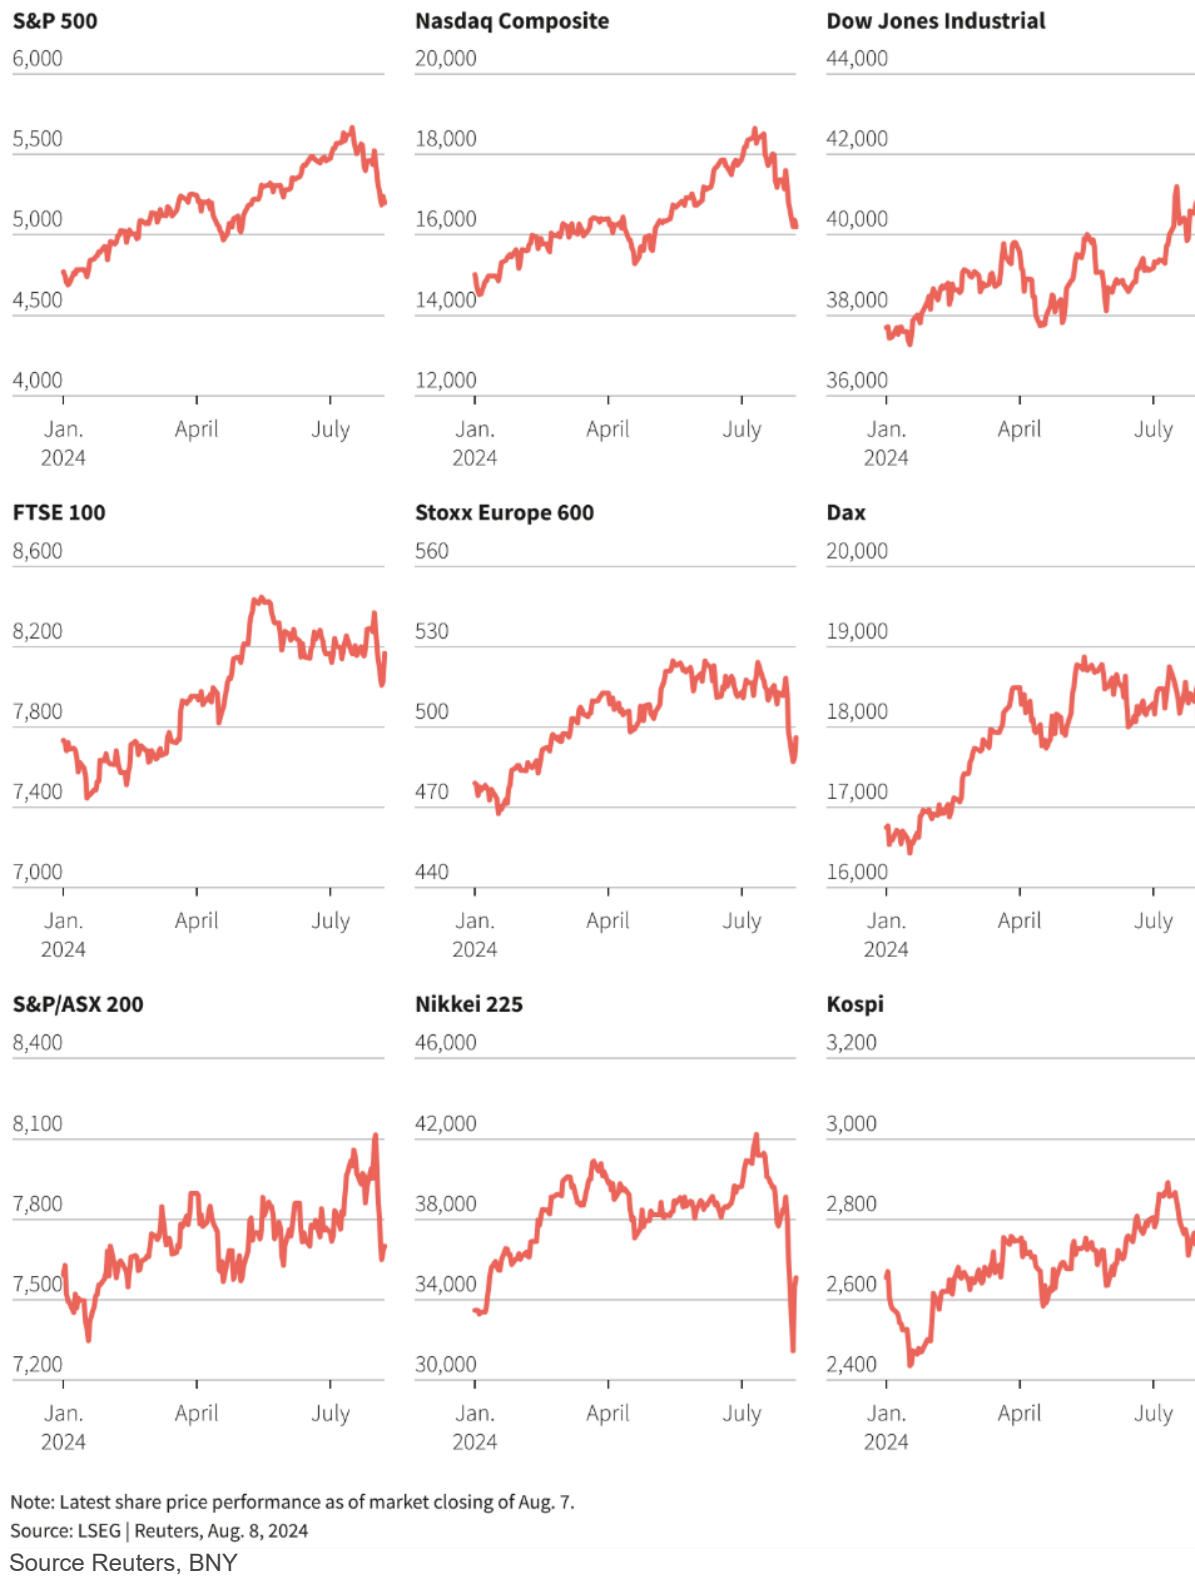 S&P 500
6,000
5,500
5,000
4,500
4,000
Jan.
2024
April
July
Nasdaq Composite
20,000
18,000
16,000
14,000
12,000
Jan.
2024
April
July
Dow Jones Industrial
44,000
42,000
40,000
38,000
36,000
Jan.
2024
April
July
FTSE 100
8,600
8,200
7,800
7,400
7,000
Jan.
2024
April
July
Stoxx Europe 600
560
530
500
470
440
Jan.
2024
April
July
Dax
20,000
19,000
18,000
17,000
16,000
Jan.
2024
April
July
S&P/ASX 200
8,400
8,100
7,800
7,500
7,200
Jan.
2024
April
July
Nikkei 225
46,000
42,000
38,000
34,000
30,000
Jan.
2024
April
July
Kospi
3,200
3,000
2,800
2,600
2,400
Jan.
2024
April
July
Note: Latest share price performance as of market closing of Aug. 7.
Source: LSEG | Reuters, Aug. 8, 2024
Source Reuters, BNY